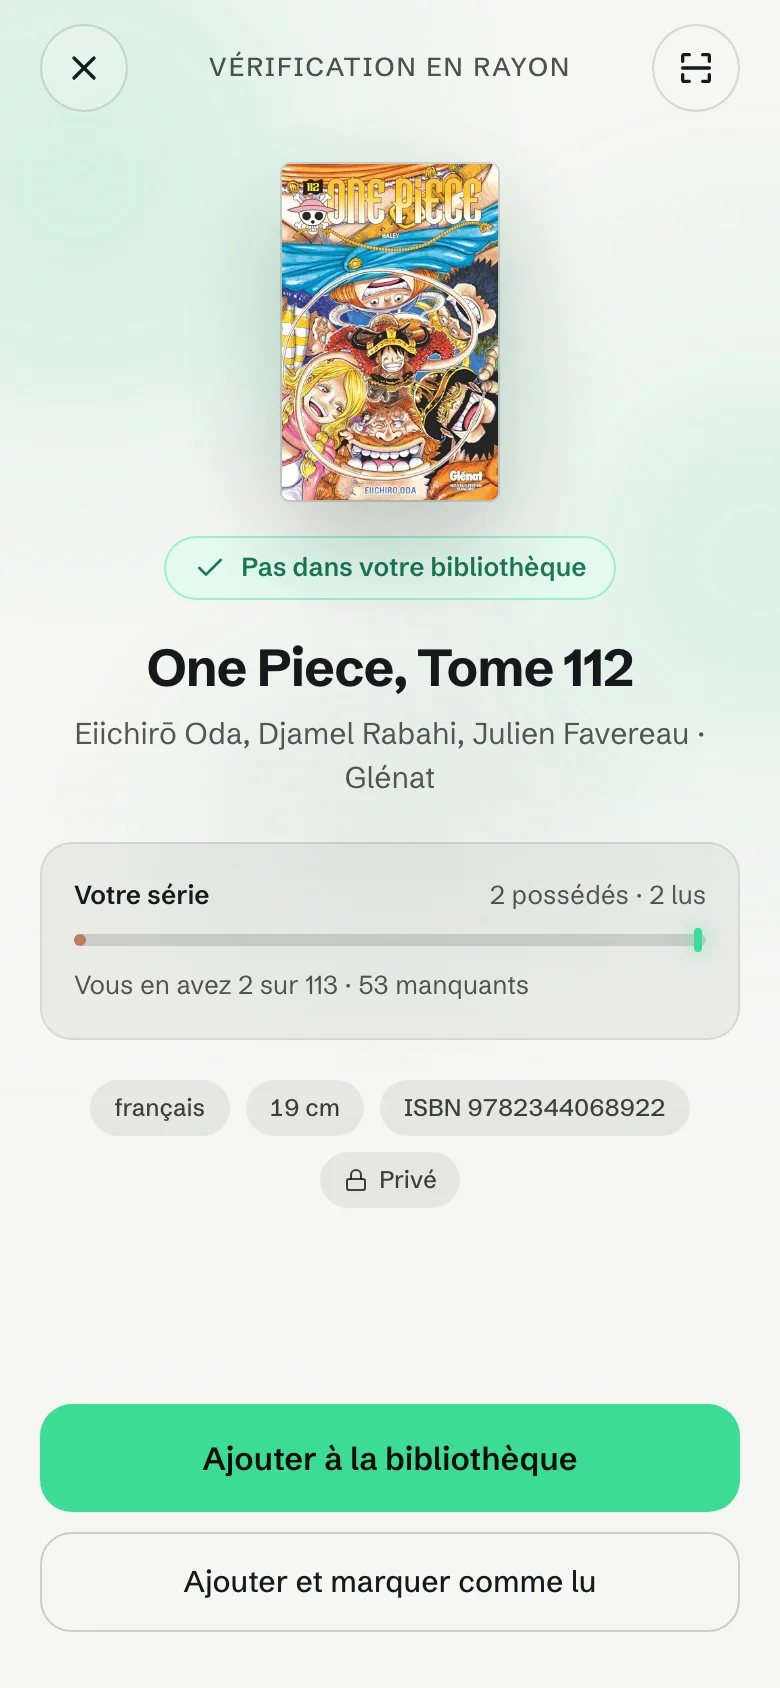 VÉRIFICATION EN RAYON
112
ONE PIECE
HALEY
Glénat
EIICHIRO ODA
Pas dans votre bibliothèque
One Piece, Tome 112
Eiichirō Oda, Djamel Rabahi, Julien Favereau ·
Glénat
Votre série
2 possédés · 2 lus
Vous en avez 2 sur 113 · 53 manquants
français
19 cm
ISBN 9782344068922
Privé
Ajouter à la bibliothèque
Ajouter et marquer comme lu